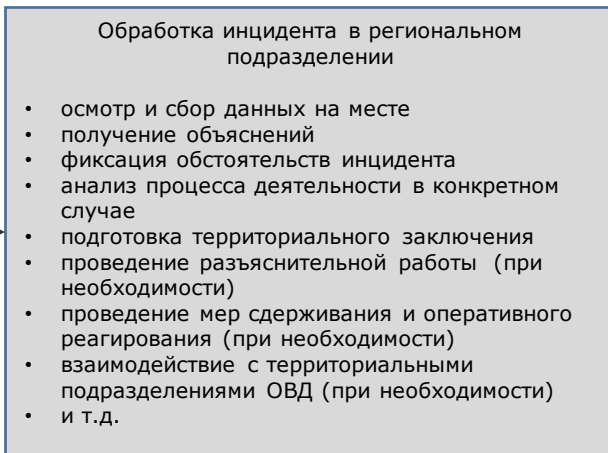 Обработка инцидента в региональном
подразделении
• осмотр и сбор данных на месте
• получение объяснений
• фиксация обстоятельств инцидента
• анализ процесса деятельности в конкретном
случае
• подготовка территориального заключения
• проведение разъяснительной работы (при
необходимости)
• проведение мер сдерживания и оперативного
реагирования (при необходимости)
• взаимодействие с территориальными
подразделениями ОВД (при необходимости)
• и т.д.